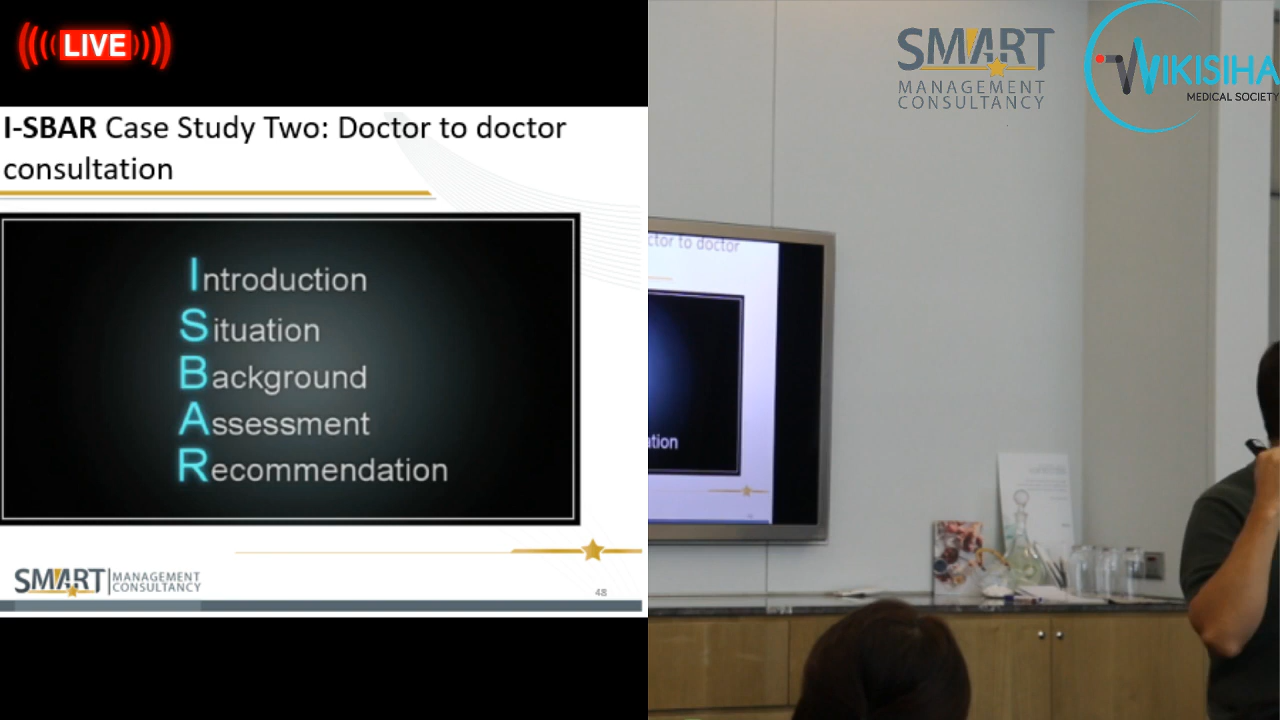 LIVE
I-SBAR Case Study Two: Doctor to doctor
consultation
Introduction
Situation
Background
Assessment
Recommendation
SMART
MANAGEMENT
CONSULTANCY
48
SMART
MANAGEMENT
CONSULTANCY
WIKISIHA
MEDICAL SOCIETY
ctor to doctor
ation